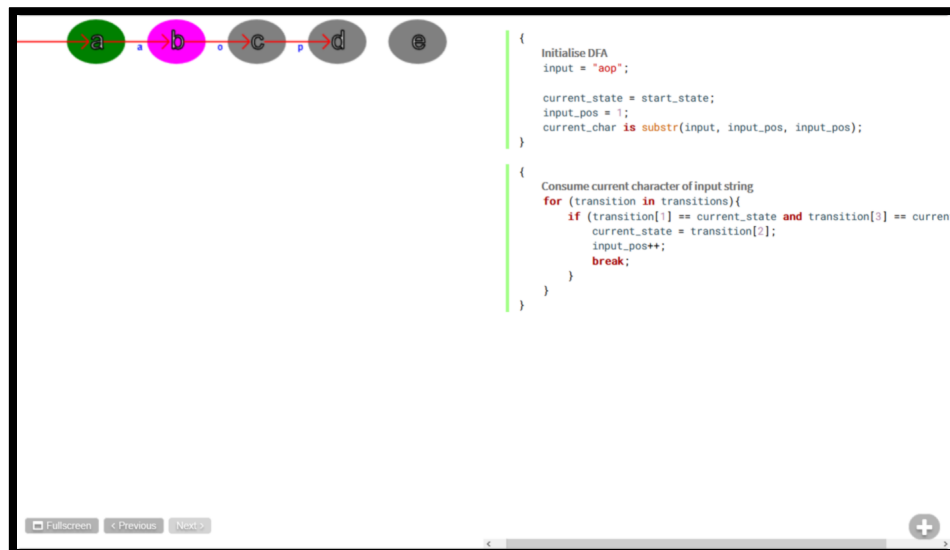 a a b o c p d e
{
Initialise DFA
input = "aop";
current_state = start_state;
input_pos = 1;
current_char is substr(input, input_pos, input_pos);
}
{
Consume current character of input string
for (transition in transitions){
if (transition[1] == current_state and transition[3] == curren
current_state = transition[2];
input_pos++;
break;
}
}
}
Fullscreen < Previous Next >